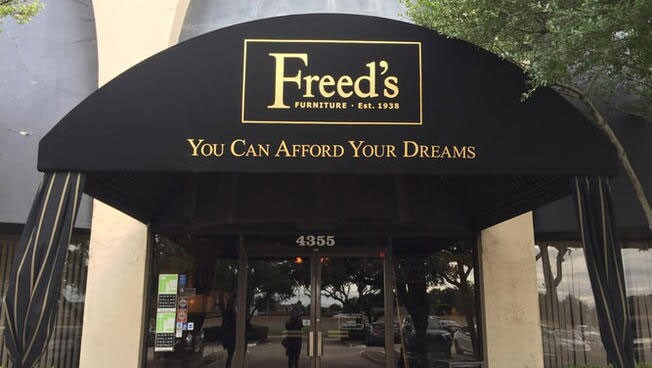 Freed's
FURNITURE · Est. 1938
YOU CAN AFFORD YOUR DREAMS
4355